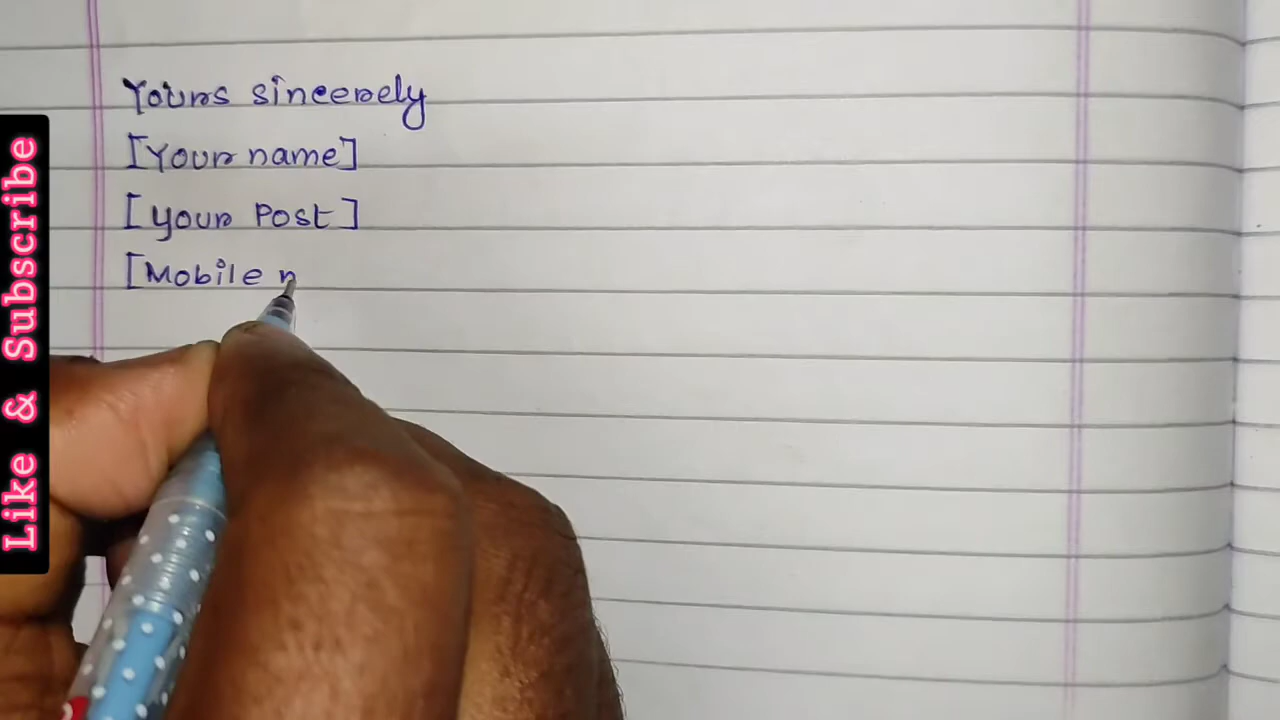 Yours sincerely
[Your name]
[your Post]
[Mobile n
Like & Subscribe